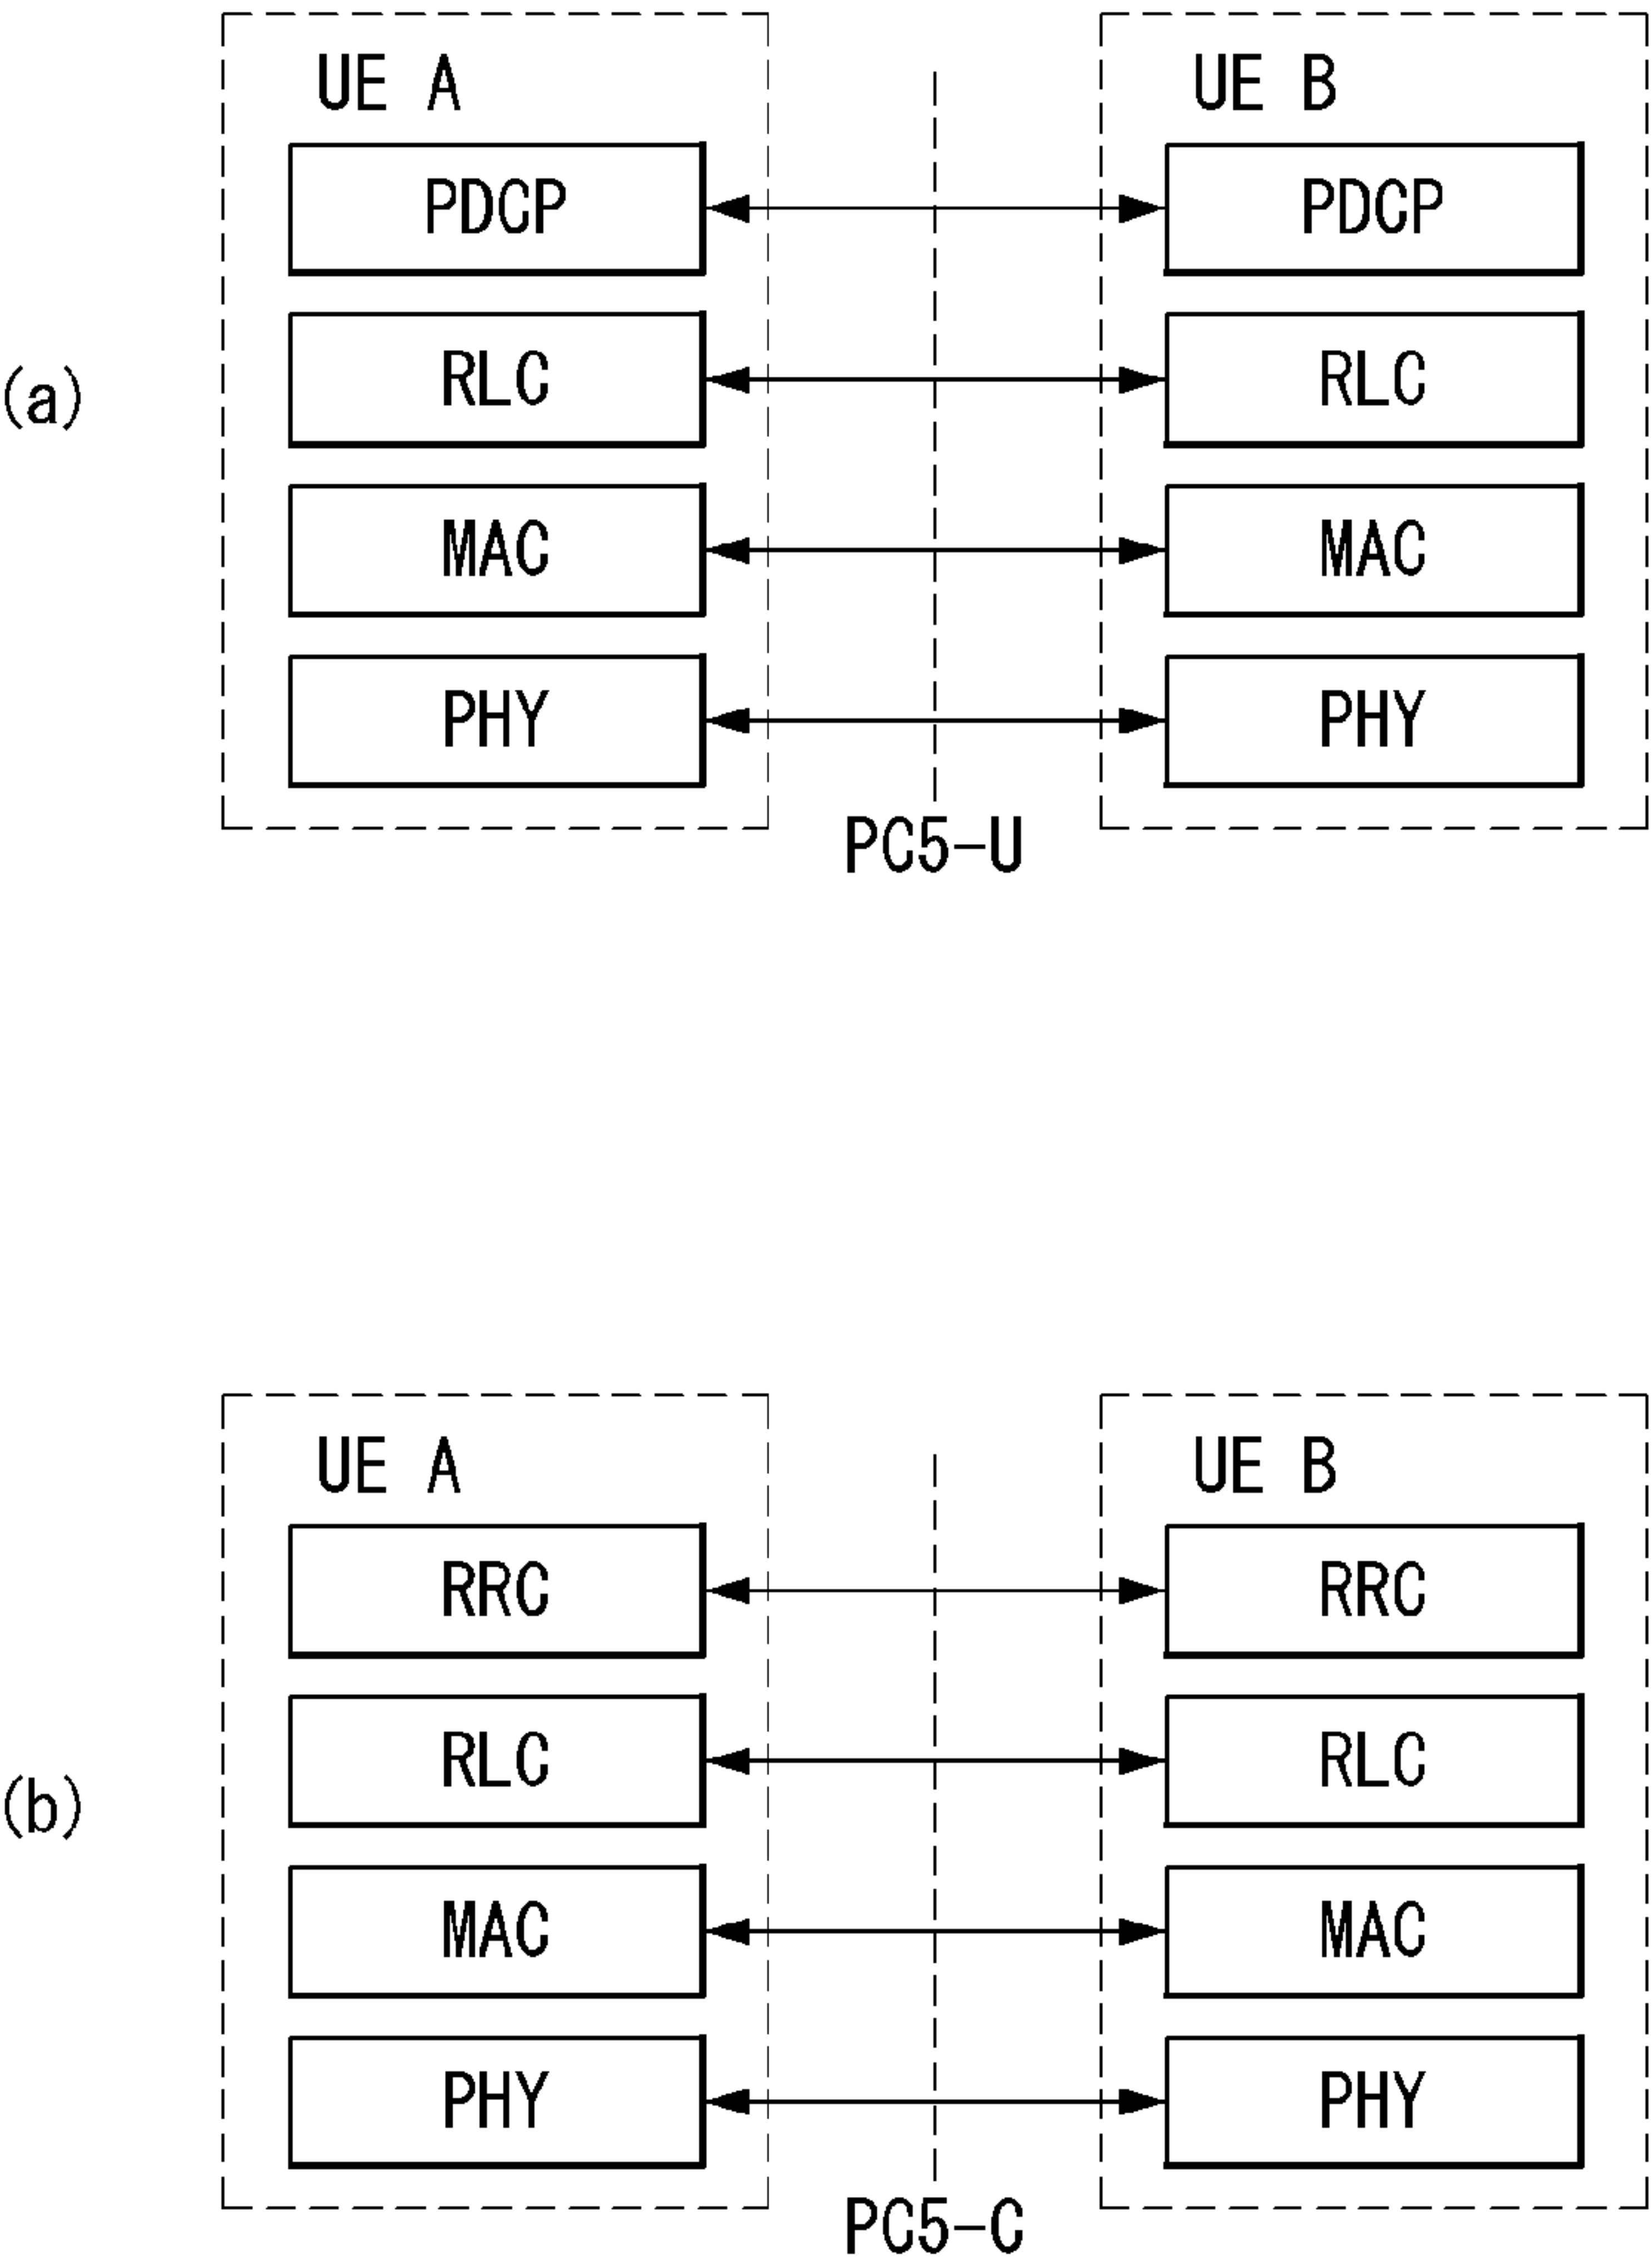 UE A
UE B
PDCP
PDCP
RLC
RLC
(a)
MAC
MAC
PHY
PHY
PC5-U
UE A
UE B
RRC
RRC
RLC
RLC
(b)
MAC
MAC
PHY
PHY
PC5-C